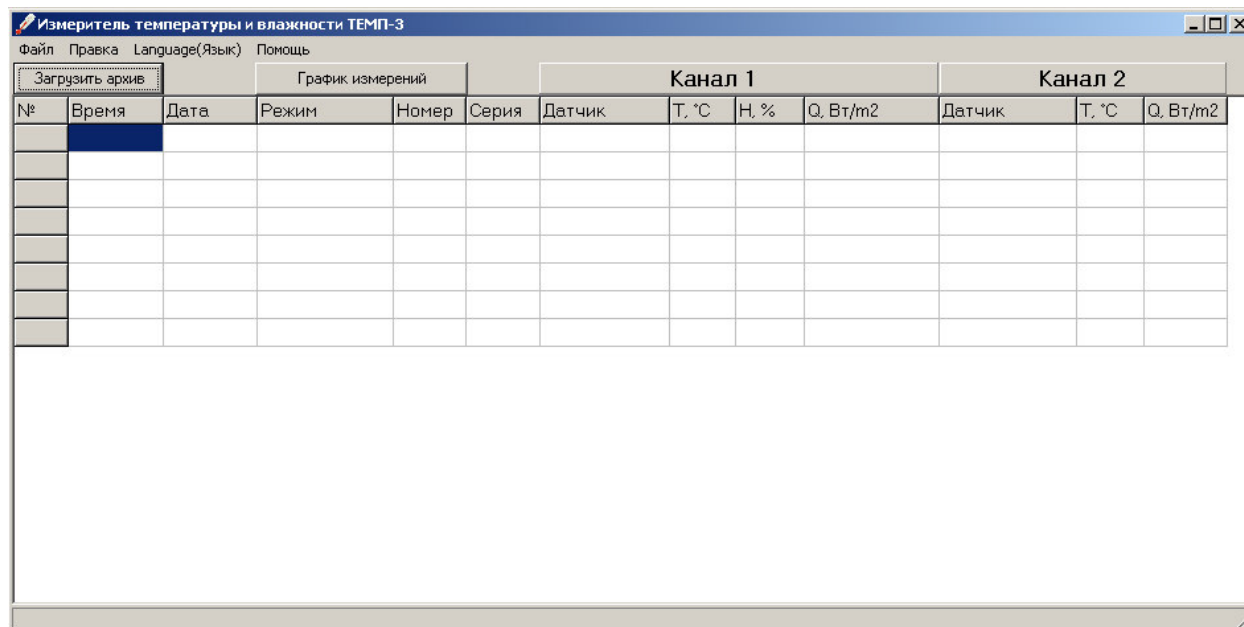 Измеритель температуры и влажности ТЕМП-3
Файл Правка Language(Язык) Помощь
Загрузить архив График измерений Канал 1 Канал 2
№ Время Дата Режим Номер Серия Датчик T, °C H, % Q, Вт/m2 Датчик T, °C Q, Вт/m2